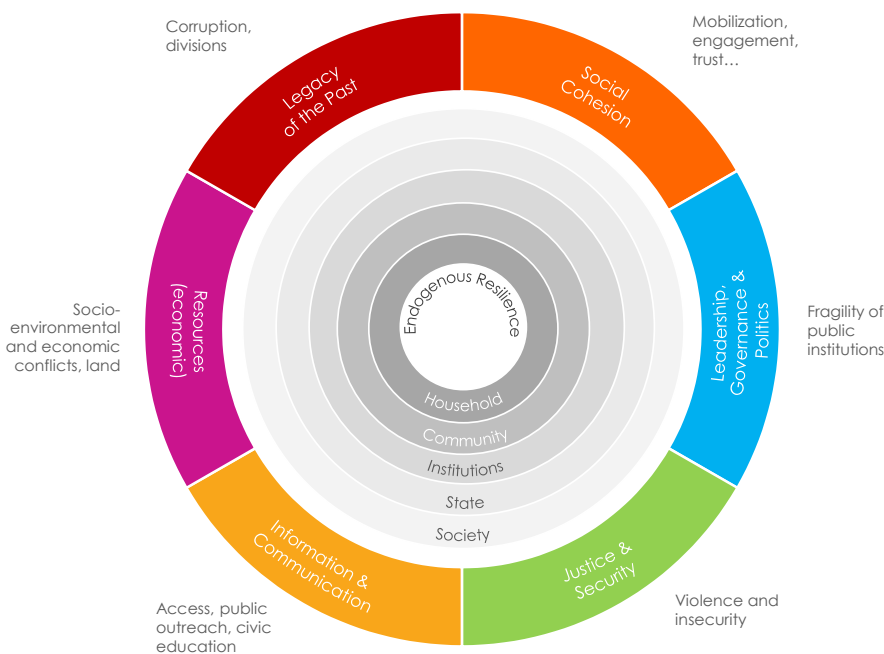 Corruption,
divisions
Mobilization,
engagement,
trust...
Legacy
of the Past
Social
Cohesion
Socio-
environmental
and economic
conflicts, land
Resources
(economic)
Endogenous Resilience
Household
Community
Institutions
State
Society
Leadership,
Governance &
Politics
Fragility of
public
institutions
Information &
Communication
Justice &
Security
Access, public
outreach, civic
education
Violence and
insecurity